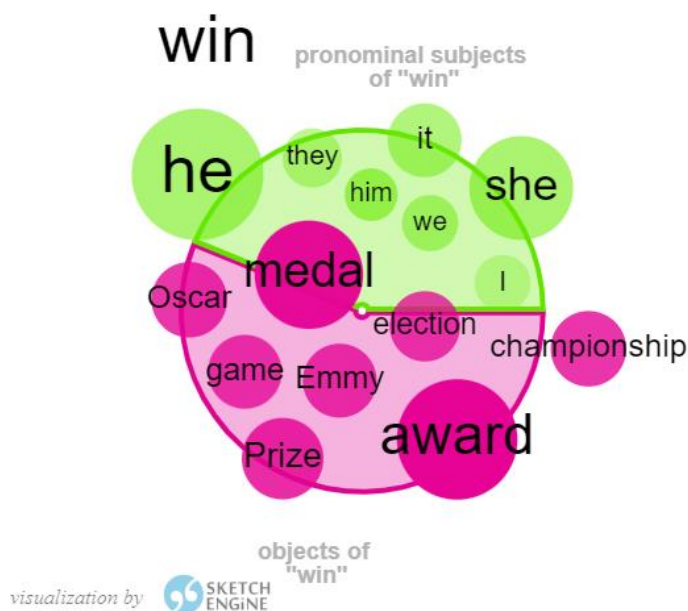 win
pronominal subjects
of "win"
he
they
it
him
she
we
I
medal
Oscar
election
championship
game
Emmy
award
Prize
objects of
"win"
visualization by
SKETCH
ENGINE